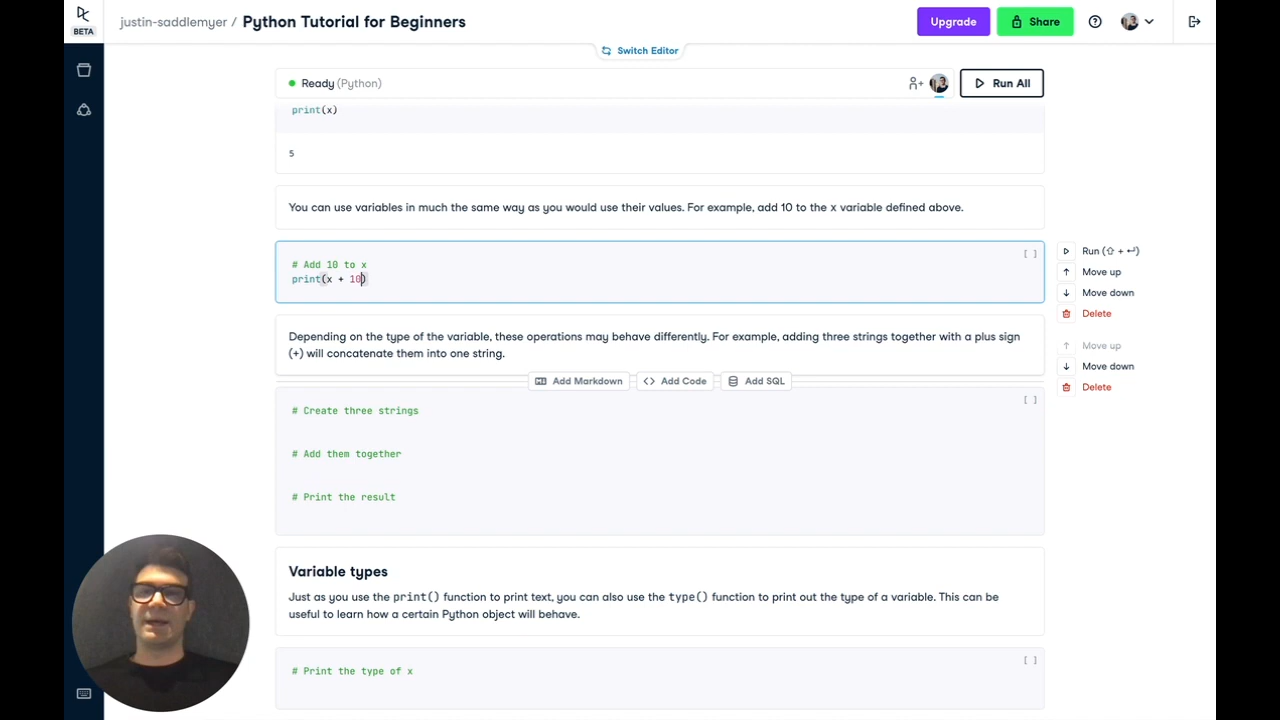 BETA
justin-saddlemyer / Python Tutorial for Beginners
Upgrade
Share
Switch Editor
Ready (Python)
Run All
print(x)
5
You can use variables in much the same way as you would use their values. For example, add 10 to the x variable defined above.
[ ]
# Add 10 to x
print(x + 10)
Run (⇧ + ⏎)
Move up
Move down
Delete
Depending on the type of the variable, these operations may behave differently. For example, adding three strings together with a plus sign
(+) will concatenate them into one string.
Move up
Move down
Delete
Add Markdown
Add Code
Add SQL
[ ]
# Create three strings
# Add them together
# Print the result
Variable types
Just as you use the print() function to print text, you can also use the type() function to print out the type of a variable. This can be
useful to learn how a certain Python object will behave.
[ ]
# Print the type of x